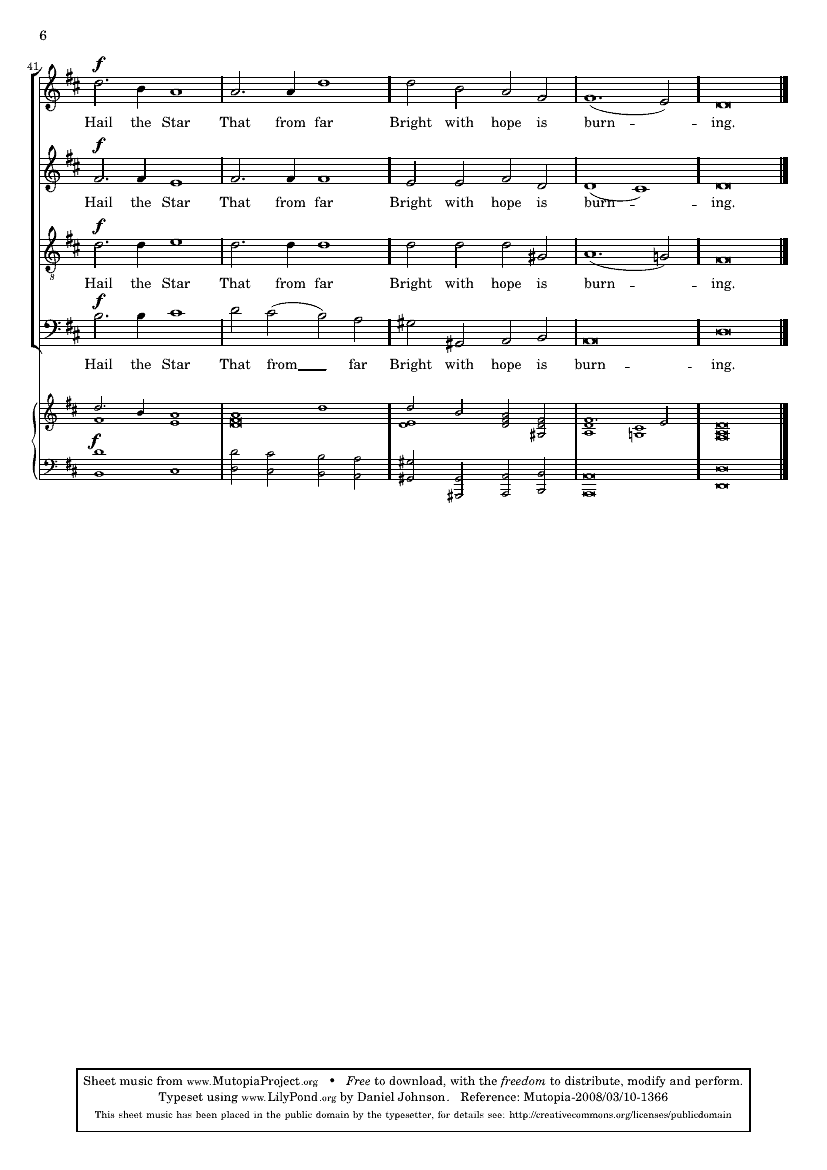 6
41
f
Hail the Star That from far Bright with hope is burn - - ing.
f
Hail the Star That from far Bright with hope is burn - - ing.
f
8
Hail the Star That from far Bright with hope is burn - - ing.
f
Hail the Star That from__ far Bright with hope is burn - - ing.
f
Sheet music from www.MutopiaProject.org • Free to download, with the freedom to distribute, modify and perform.
Typeset using www.LilyPond.org by Daniel Johnson. Reference: Mutopia-2008/03/10-1366
This sheet music has been placed in the public domain by the typesetter, for details see: http://creativecommons.org/licenses/publicdomain